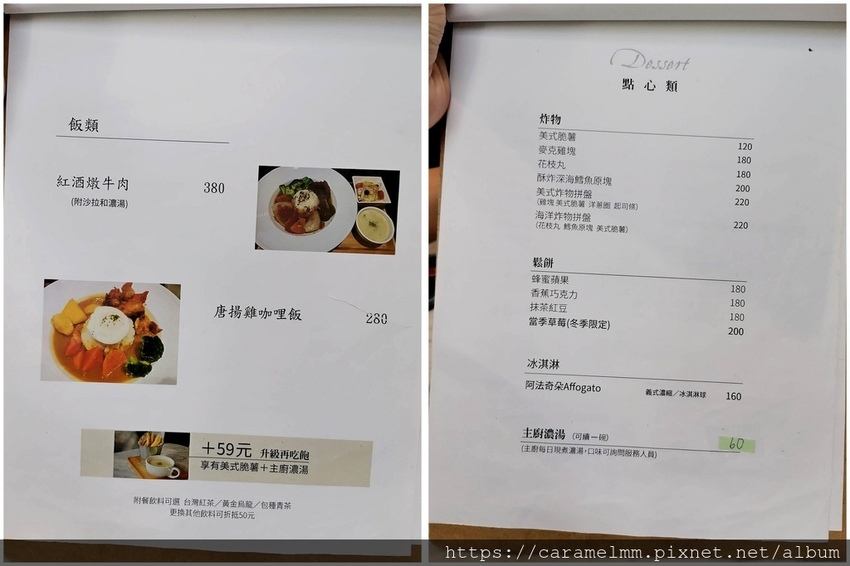 飯類
紅酒燉牛肉 380
(附沙拉和濃湯)
唐揚雞咖哩飯 280
＋59元 升級再吃飽
享有美式脆薯＋主廚濃湯
附餐飲料可選 台灣紅茶／黃金烏龍／包種青茶
更換其他飲料可折抵50元
Dessert
點心類
炸物
美式脆薯 120
麥克雞塊 180
花枝丸 180
酥炸深海鱈魚原塊 200
美式炸物拼盤 220
(雞塊 美式脆薯 洋蔥圈 起司條)
海洋炸物拼盤 220
(花枝丸 鱈魚原塊 美式脆薯)
鬆餅
蜂蜜蘋果 180
香蕉巧克力 180
抹茶紅豆 180
當季草莓(冬季限定) 200
冰淇淋
阿法奇朵Affogato 義式濃縮／冰淇淋球 160
主廚濃湯 (可續一碗) 60
(主廚每日現煮濃湯，口味可詢問服務人員)
https://caramelmm.pixnet.net/album